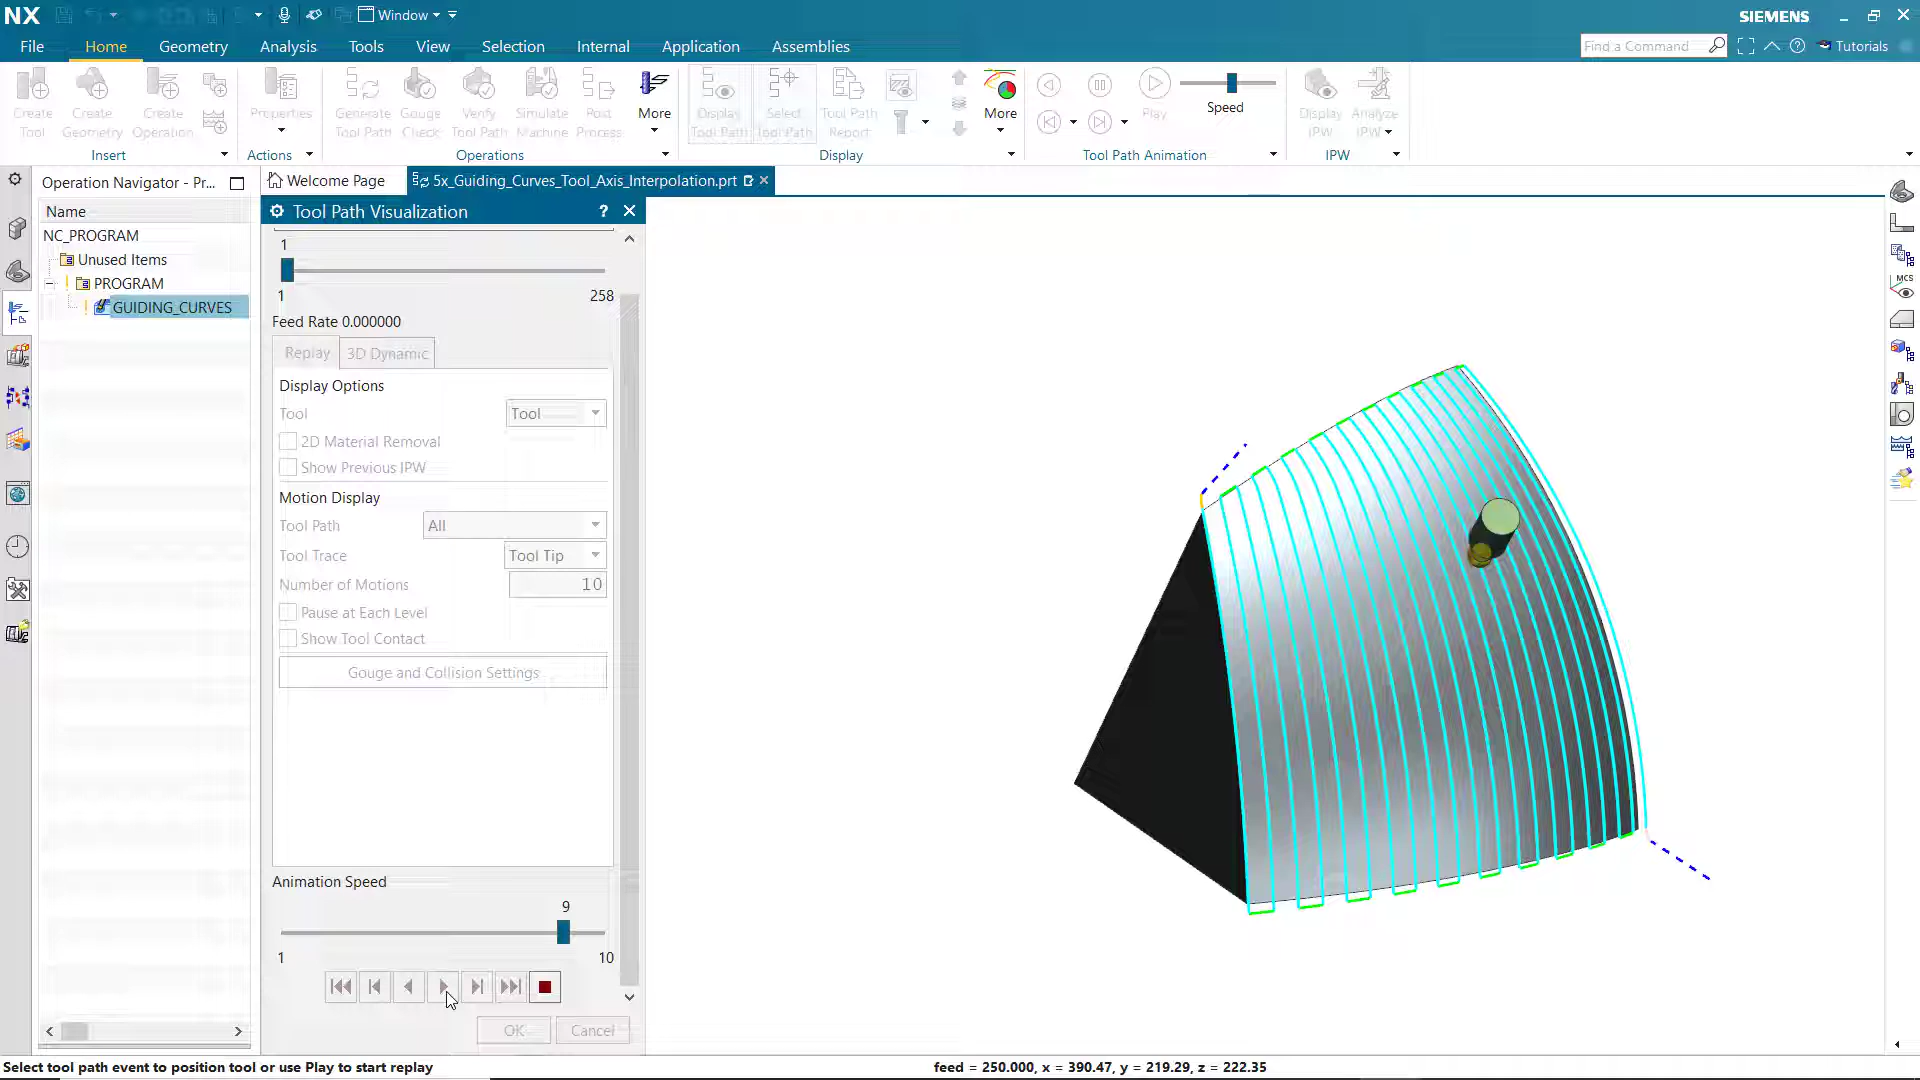 NX
Window
SIEMENS
File
Home
Geometry
Analysis
Tools
View
Selection
Internal
Application
Assemblies
Find a Command
Tutorials
Create
Tool
Create
Geometry
Create
Operation
Insert
Properties
Actions
Generate
Tool Path
Gouge
Check
Verify
Tool Path
Simulate
Machine
Post
Process
More
Operations
Display
Tool Path
Select
Tool Path
Tool Path
Report
More
Display
Play
Speed
Tool Path Animation
Display
IPW
Analyze
IPW
IPW
Operation Navigator - Pr...
Welcome Page
5x_Guiding_Curves_Tool_Axis_Interpolation.prt
Name
NC_PROGRAM
Unused Items
PROGRAM
GUIDING_CURVES
Tool Path Visualization
?
1
1
258
Feed Rate 0.000000
Replay
3D Dynamic
Display Options
Tool
Tool
2D Material Removal
Show Previous IPW
Motion Display
Tool Path
All
Tool Trace
Tool Tip
Number of Motions
10
Pause at Each Level
Show Tool Contact
Gouge and Collision Settings
Animation Speed
9
1
10
OK
Cancel
MCS
Select tool path event to position tool or use Play to start replay
feed = 250.000, x = 390.47, y = 219.29, z = 222.35